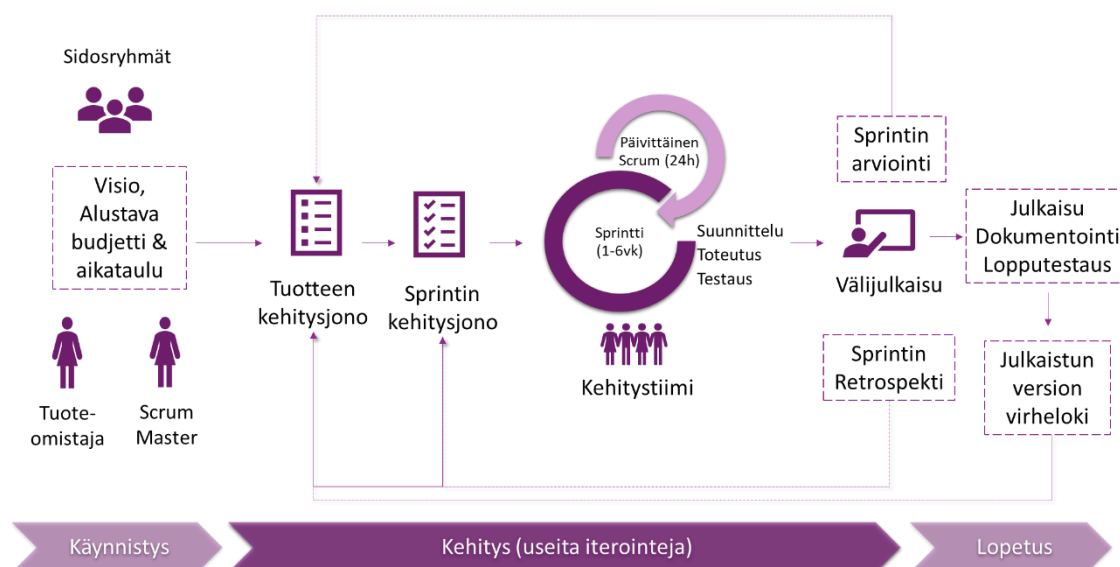 Sidosryhmät
Visio,
Alustava
budjetti &
aikataulu
Tuote-
omistaja
Scrum
Master
Tuotteen
kehitysjono
Sprintin
kehitysjono
Päivittäinen
Scrum (24h)
Sprintti
(1-6vk)
Suunnittelu
Toteutus
Testaus
Kehitystiimi
Sprintin
arviointi
Välijulkaisu
Sprintin
Retrospekti
Julkaisu
Dokumentointi
Lopputestaus
Julkaistun
version
virheloki
Käynnistys
Kehitys (useita iterointeja)
Lopetus